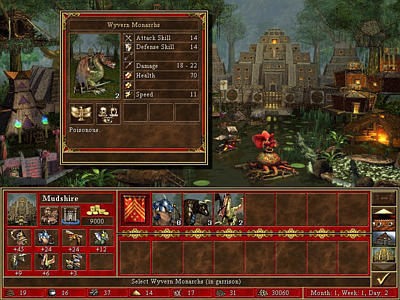 Wyvern Monarchs
Attack Skill 14
Defense Skill 14
Damage 18 - 22
Health 70
Speed 11
2
Poisonous.
Mudshire
9000
+45 +24 +24 +12
+9 +6 +3
8 2 2
Select Wyvern Monarchs (in garrison)
19 16 37 14 17 31 30060 Month: 1, Week: 1, Day: 2